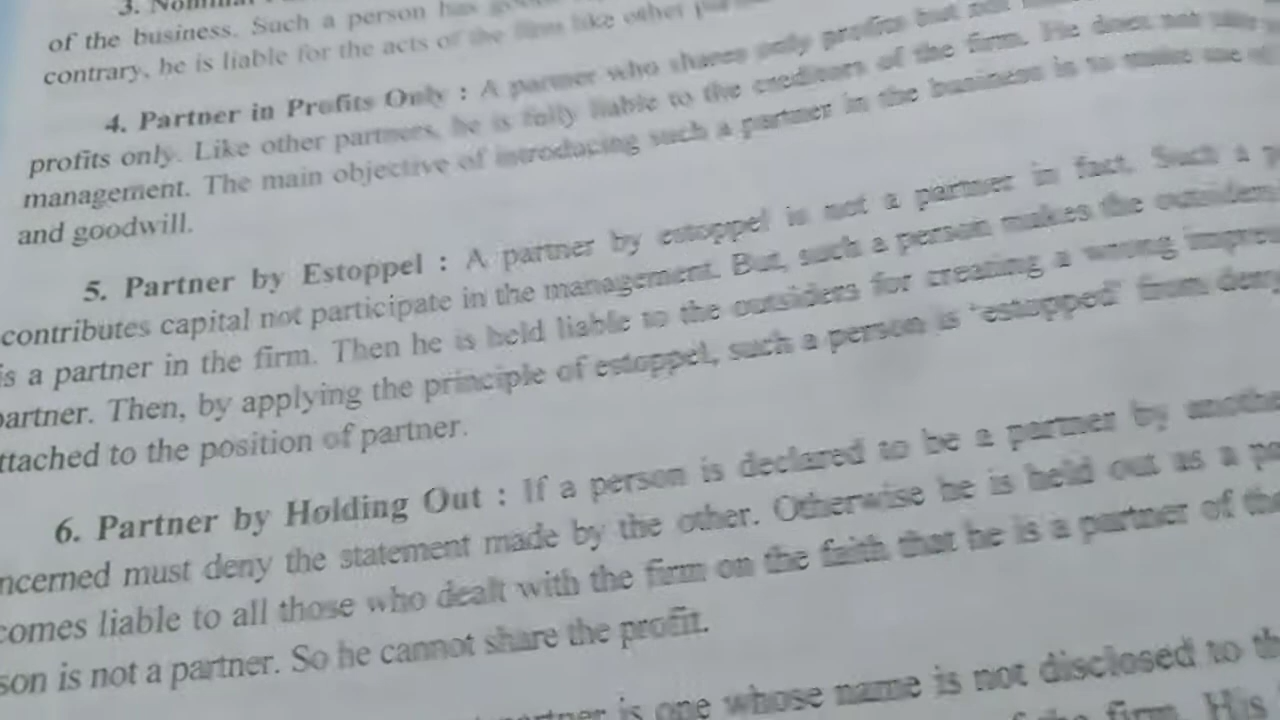 3. Nominal
of the business. Such a person has
contrary, he is liable for the acts of the firm like other
4. Partner in Profits Only : A partner who shares only profits but not
profits only. Like other partners, he is fully liable to the creditors of the firm. He does not take
management. The main objective of introducing such a partner in the business is to make use of
and goodwill.
5. Partner by Estoppel : A partner by estoppel is not a partner in fact. Such a p
contributes capital not participate in the management. But, such a person makes the outsiders
is a partner in the firm. Then he is held liable to the outsiders for creating a wrong impres
partner. Then, by applying the principle of estoppel, such a person is 'estopped' from deny
ttached to the position of partner.
6. Partner by Holding Out : If a person is declared to be a partner by anothe
ncerned must deny the statement made by the other. Otherwise he is held out as a pa
comes liable to all those who dealt with the firm on the faith that he is a partner of the
son is not a partner. So he cannot share the profit.
is one whose name is not disclosed to th
the firm. His